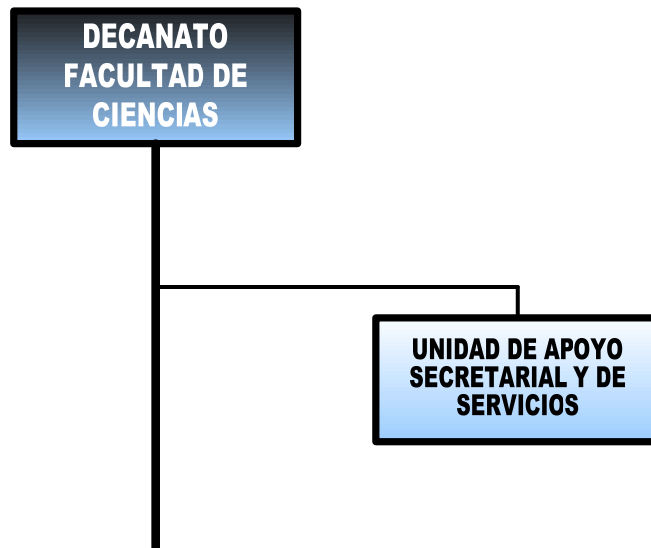 DECANATO
FACULTAD DE
CIENCIAS
UNIDAD DE APOYO
SECRETARIAL Y DE
SERVICIOS